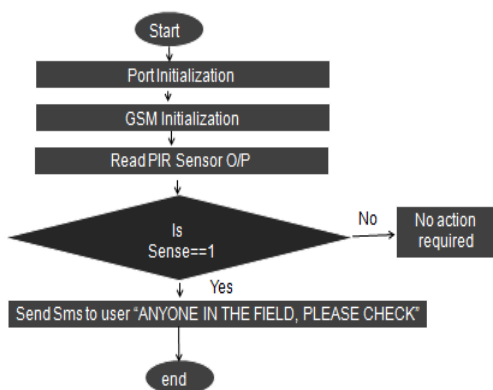 Start
Port Initialization
GSM Initialization
Read PIR Sensor O/P
Is
Sense==1
No
No action
required
Yes
Send Sms to user “ANYONE IN THE FIELD, PLEASE CHECK”
end